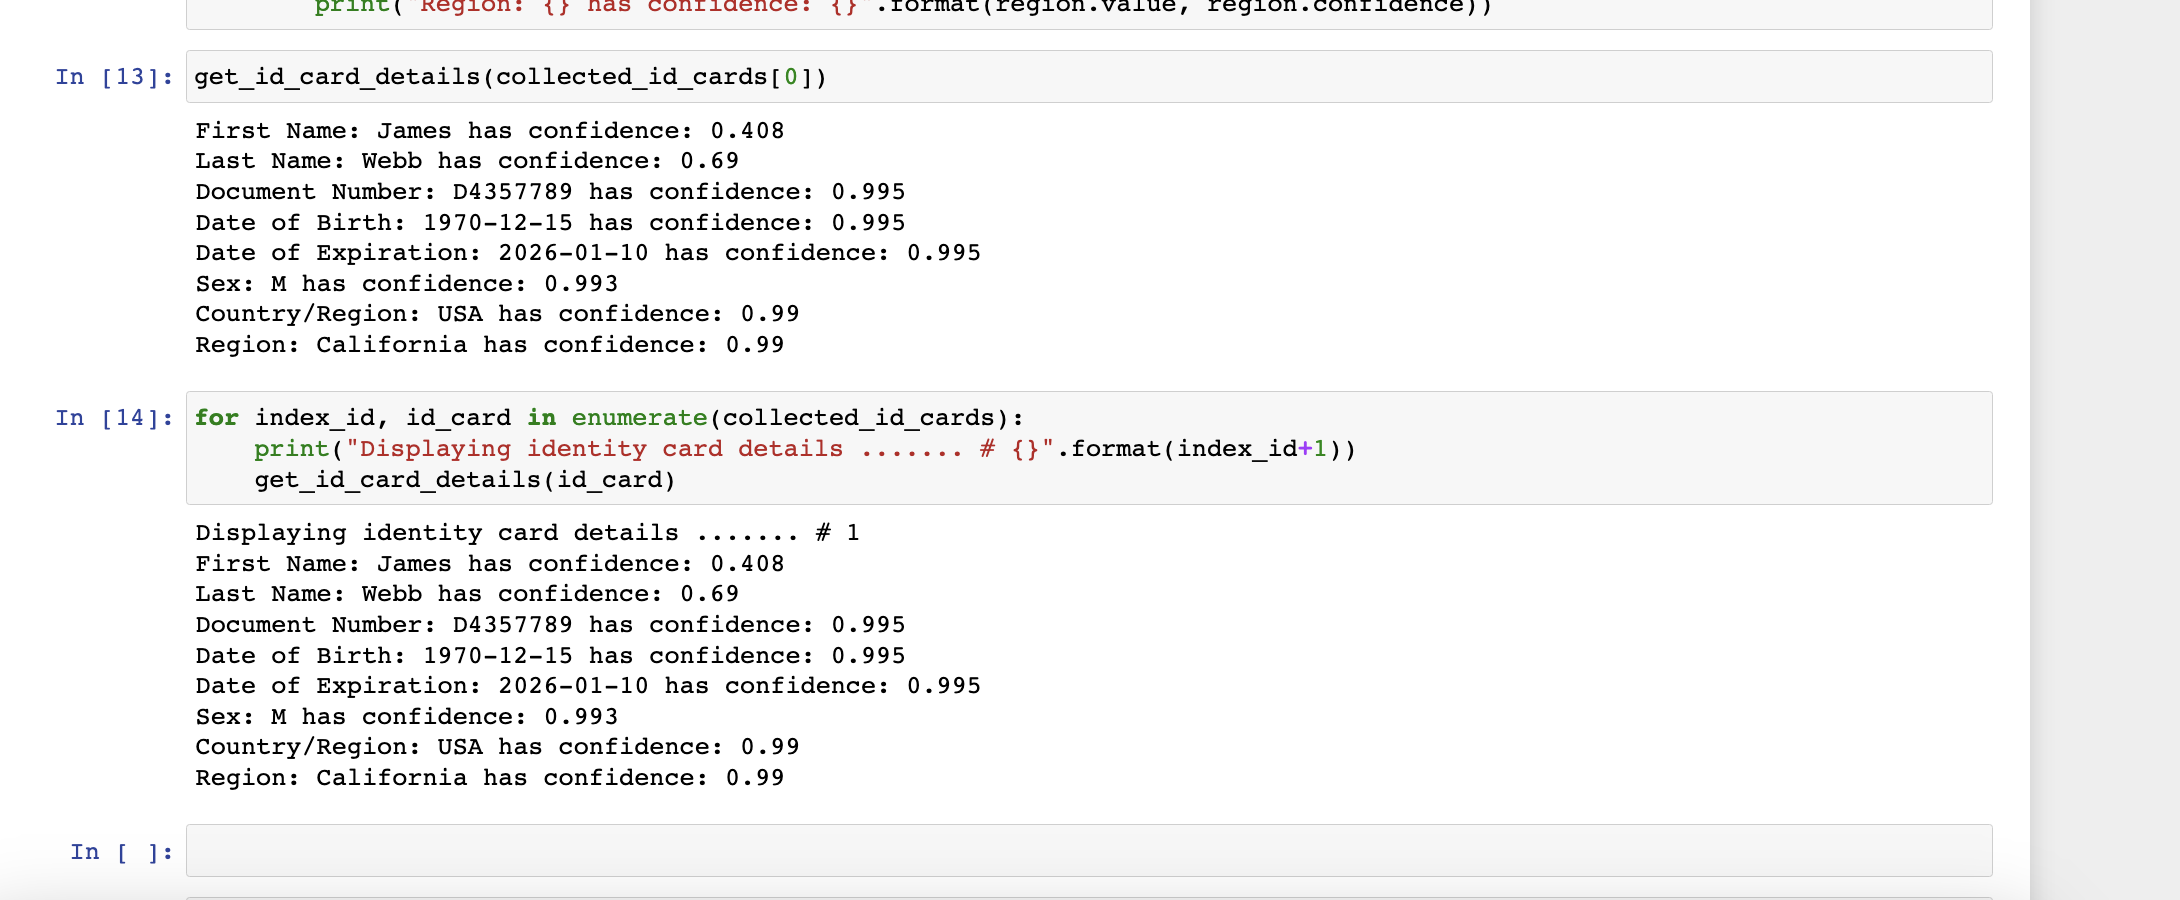 print("Region: {} has confidence: {}".format(region.value, region.confidence))
In [13]: get_id_card_details(collected_id_cards[0])
First Name: James has confidence: 0.408
Last Name: Webb has confidence: 0.69
Document Number: D4357789 has confidence: 0.995
Date of Birth: 1970-12-15 has confidence: 0.995
Date of Expiration: 2026-01-10 has confidence: 0.995
Sex: M has confidence: 0.993
Country/Region: USA has confidence: 0.99
Region: California has confidence: 0.99
In [14]: for index_id, id_card in enumerate(collected_id_cards):
    print("Displaying identity card details ....... # {}".format(index_id+1))
    get_id_card_details(id_card)
Displaying identity card details ....... # 1
First Name: James has confidence: 0.408
Last Name: Webb has confidence: 0.69
Document Number: D4357789 has confidence: 0.995
Date of Birth: 1970-12-15 has confidence: 0.995
Date of Expiration: 2026-01-10 has confidence: 0.995
Sex: M has confidence: 0.993
Country/Region: USA has confidence: 0.99
Region: California has confidence: 0.99
In [ ]: